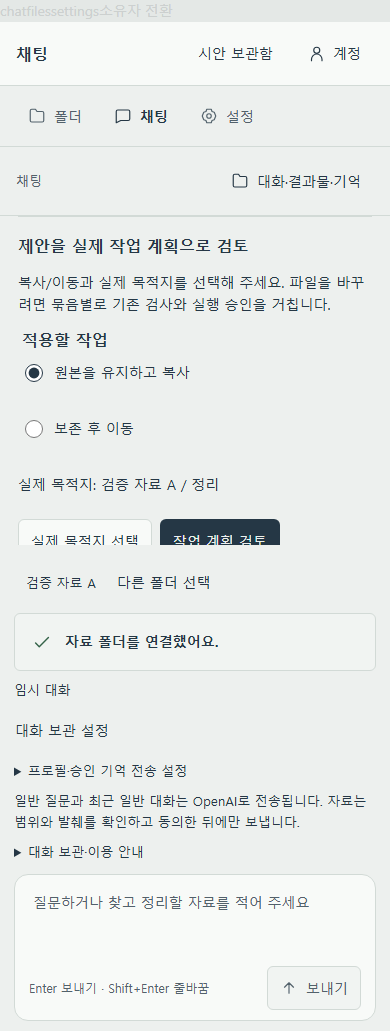 chatfilessettings소유자 전환
채팅 시안 보관함 계정
폴더 채팅 설정
채팅 대화·결과물·기억
제안을 실제 작업 계획으로 검토
복사/이동과 실제 목적지를 선택해 주세요. 파일을 바꾸
려면 묶음별로 기존 검사와 실행 승인을 거칩니다.
적용할 작업
원본을 유지하고 복사
보존 후 이동
실제 목적지: 검증 자료 A / 정리
실제 목적지 선택 작업 계획 검토
검증 자료 A 다른 폴더 선택
자료 폴더를 연결했어요.
임시 대화
대화 보관 설정
▶ 프로필·승인 기억 전송 설정
일반 질문과 최근 일반 대화는 OpenAI로 전송됩니다. 자료는
범위와 발췌를 확인하고 동의한 뒤에만 보냅니다.
▶ 대화 보관·이용 안내
질문하거나 찾고 정리할 자료를 적어 주세요
Enter 보내기 · Shift+Enter 줄바꿈 보내기